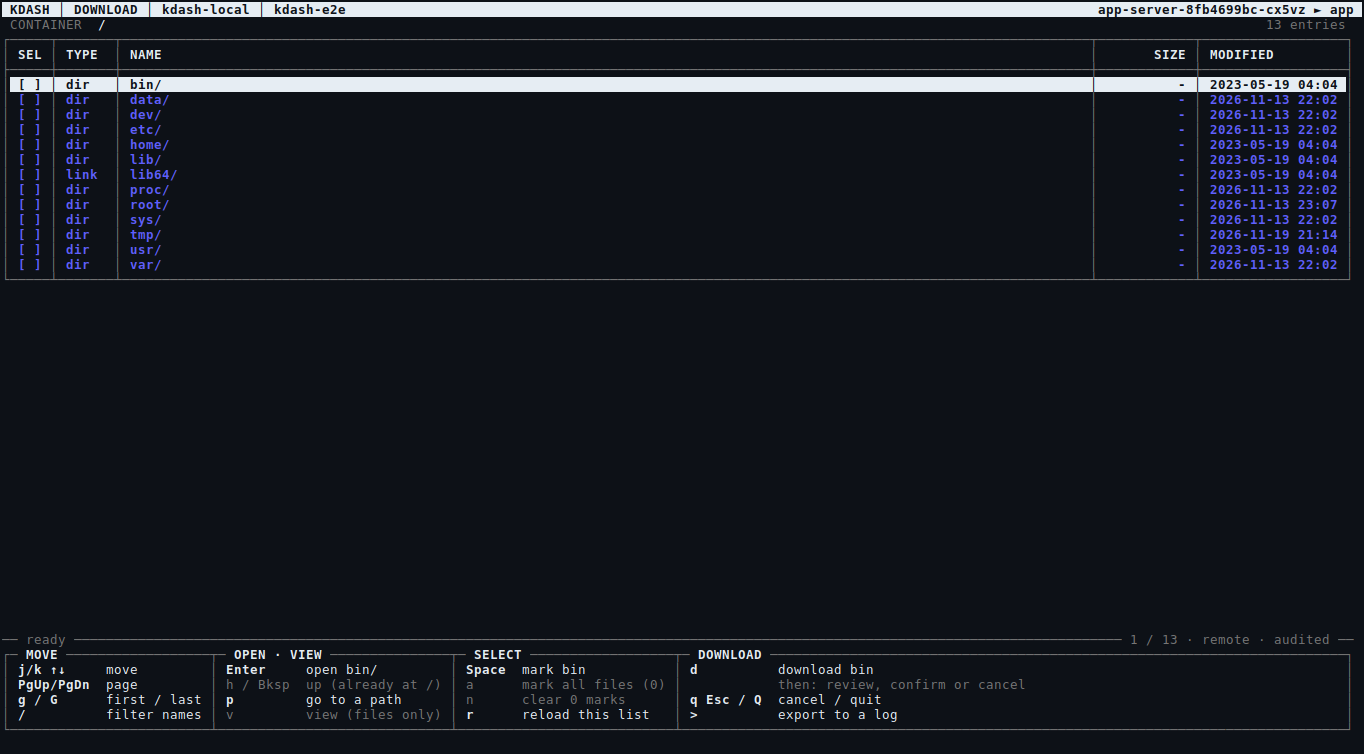 KDASH │ DOWNLOAD │ kdash-local │ kdash-e2e app-server-8fb4699bc-cx5vz ► app
CONTAINER / 13 entries
SEL TYPE NAME SIZE MODIFIED
[ ] dir bin/ - 2023-05-19 04:04
[ ] dir data/ - 2026-11-13 22:02
[ ] dir dev/ - 2026-11-13 22:02
[ ] dir etc/ - 2026-11-13 22:02
[ ] dir home/ - 2023-05-19 04:04
[ ] dir lib/ - 2023-05-19 04:04
[ ] link lib64/ - 2023-05-19 04:04
[ ] dir proc/ - 2026-11-13 22:02
[ ] dir root/ - 2026-11-13 23:07
[ ] dir sys/ - 2026-11-13 22:02
[ ] dir tmp/ - 2026-11-19 21:14
[ ] dir usr/ - 2023-05-19 04:04
[ ] dir var/ - 2026-11-13 22:02
ready 1 / 13 · remote · audited
MOVE OPEN · VIEW SELECT DOWNLOAD
j/k ↑↓ move Enter open bin/ Space mark bin d download bin
PgUp/PgDn page h / Bksp up (already at /) a mark all files (0) then: review, confirm or cancel
g / G first / last p go to a path n clear 0 marks q Esc / Q cancel / quit
/ filter names v view (files only) r reload this list > export to a log